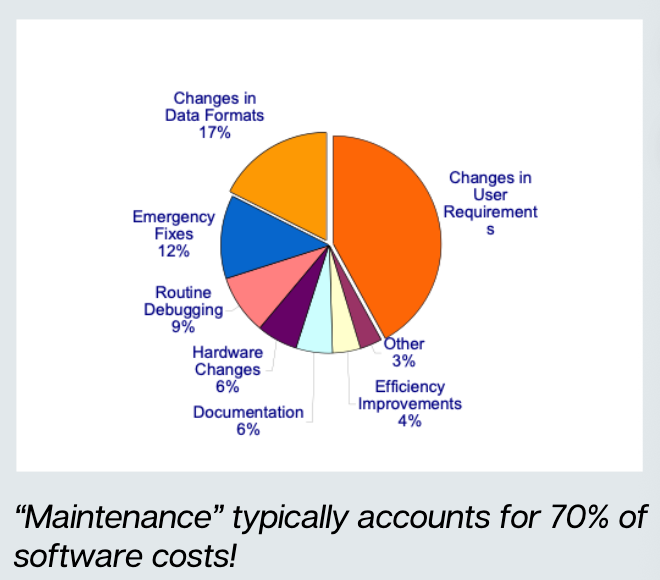 Changes in
Data Formats
17%
Changes in
User
Requirement
s
Emergency
Fixes
12%
Routine
Debugging
9%
Hardware
Changes
6%
Documentation
6%
Other
3%
Efficiency
Improvements
4%
“Maintenance” typically accounts for 70% of
software costs!